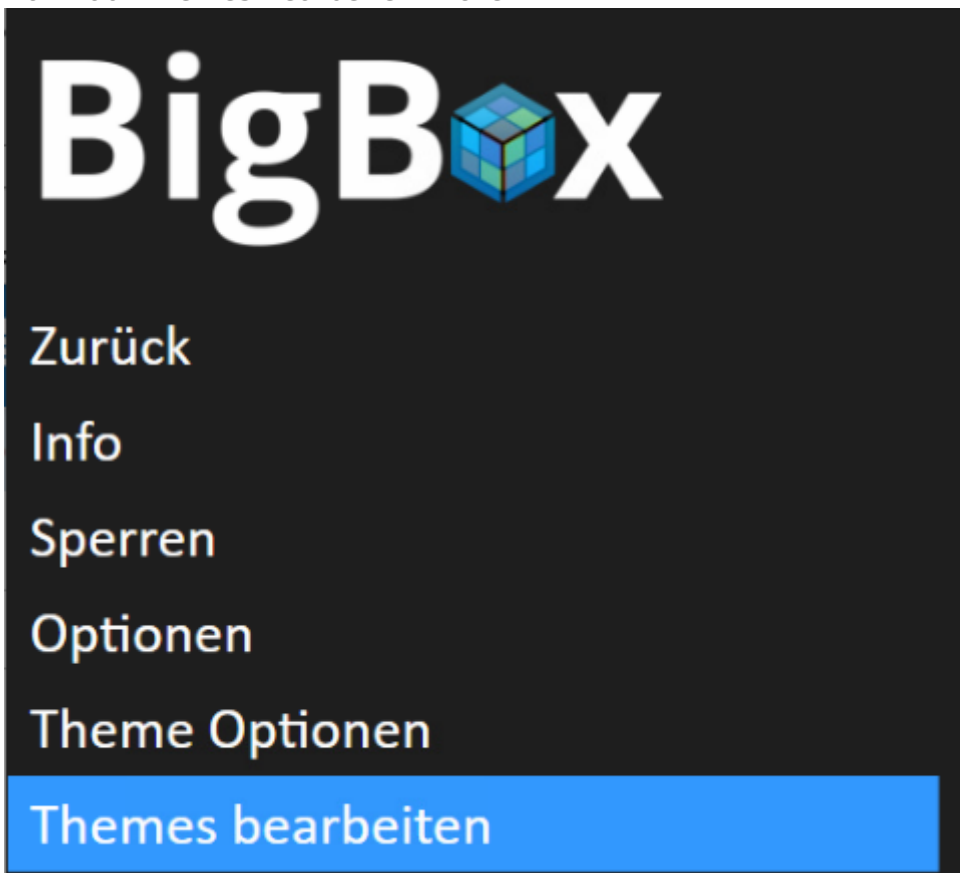 BigBox
Zurück
Info
Sperren
Optionen
Theme Optionen
Themes bearbeiten